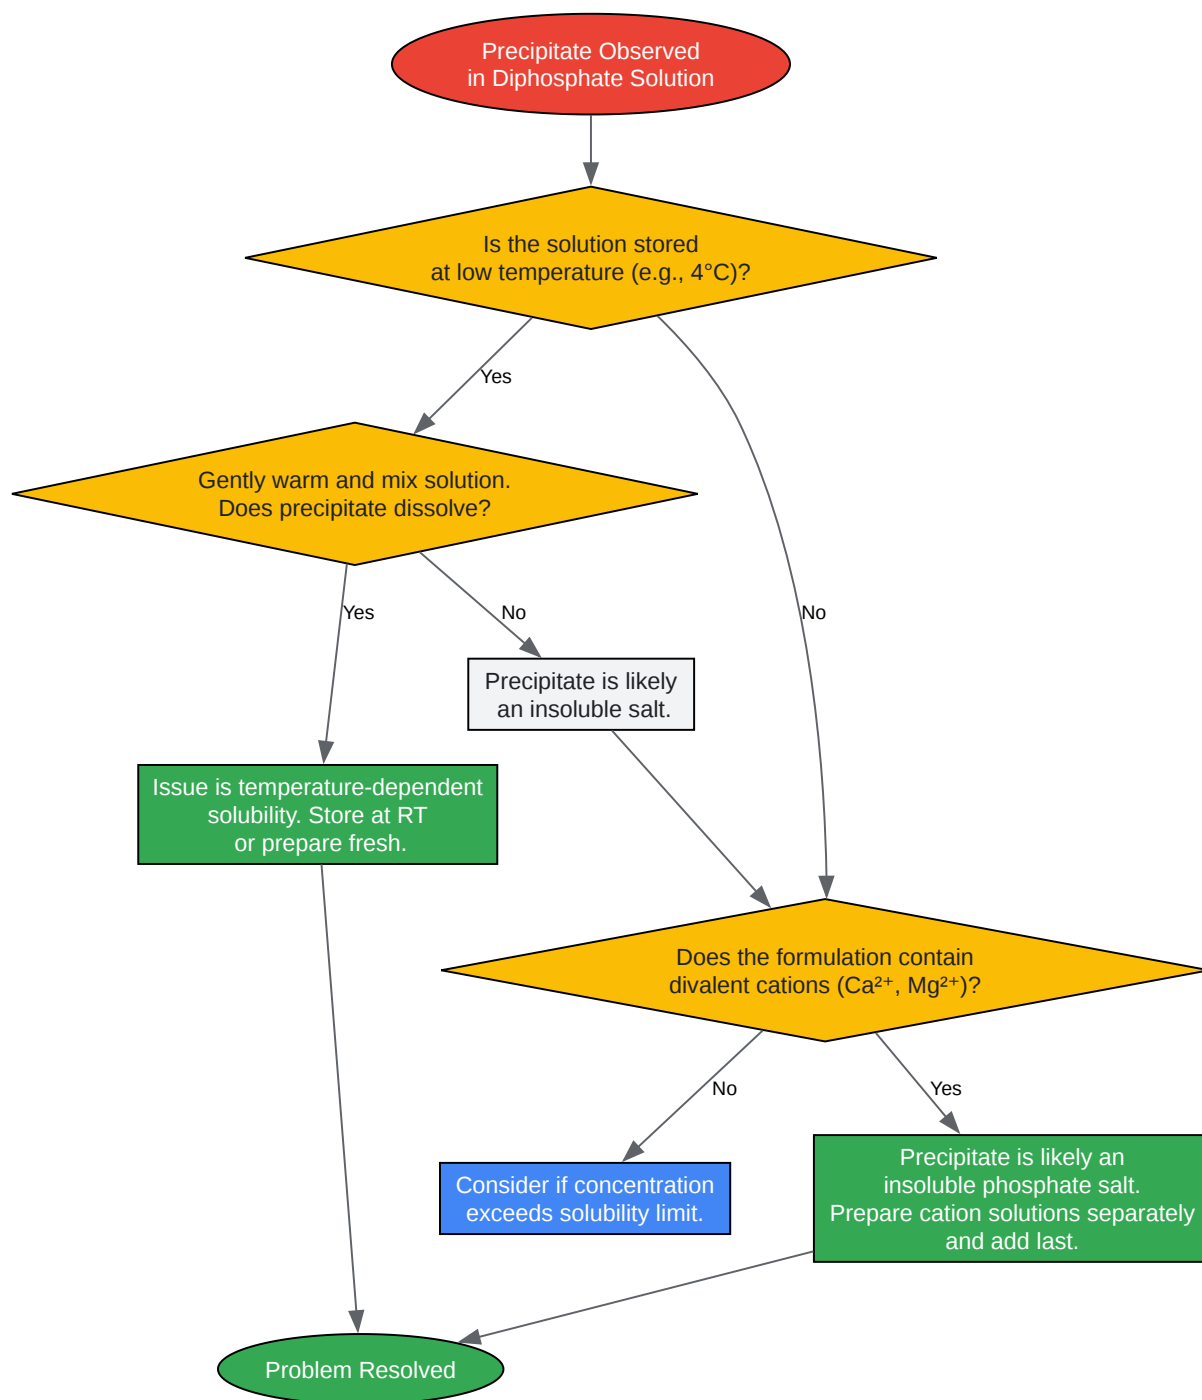 Precipitate Observed
in Diphosphate Solution
Is the solution stored
at low temperature (e.g., 4°C)?
Yes
Gently warm and mix solution.
Does precipitate dissolve?
Yes
No
No
Precipitate is likely
an insoluble salt.
Issue is temperature-dependent
solubility. Store at RT
or prepare fresh.
Does the formulation contain
divalent cations (Ca²⁺, Mg²⁺)?
No
Yes
Consider if concentration
exceeds solubility limit.
Precipitate is likely an
insoluble phosphate salt.
Prepare cation solutions separately
and add last.
Problem Resolved